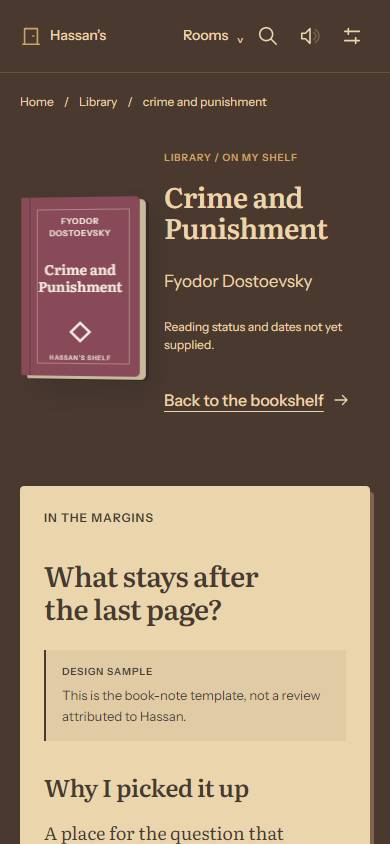 Hassan's
Rooms
Home / Library / crime and punishment
LIBRARY / ON MY SHELF
Crime and
Punishment
Fyodor Dostoevsky
Reading status and dates not yet
supplied.
Back to the bookshelf →
FYODOR
DOSTOEVSKY
Crime and
Punishment
HASSAN'S SHELF
IN THE MARGINS
What stays after
the last page?
DESIGN SAMPLE
This is the book-note template, not a review
attributed to Hassan.
Why I picked it up
A place for the question that